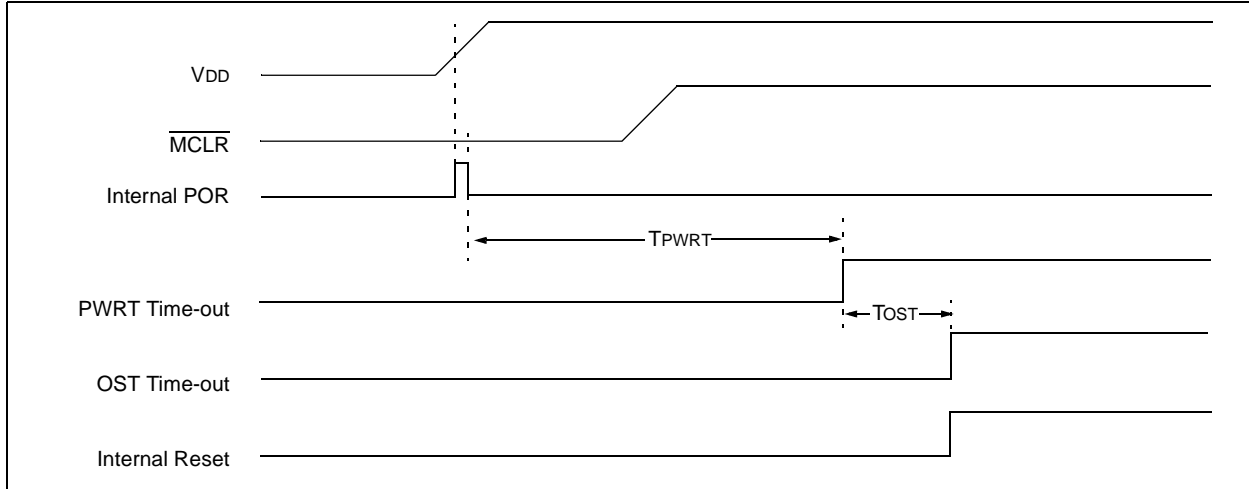 VDD
MCLR
Internal POR
TPWRT
PWRT Time-out
TOST
OST Time-out
Internal Reset